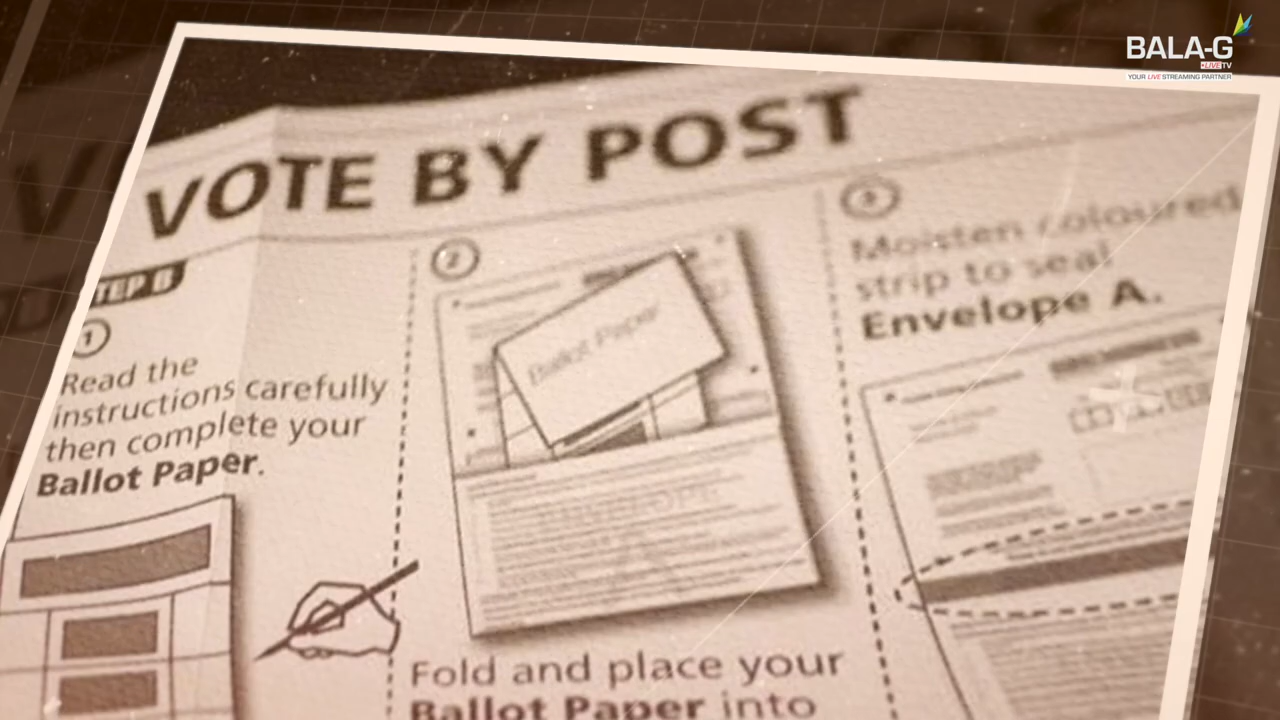 BALA-G
LIVE TV
YOUR LIVE STREAMING PARTNER
VOTE BY POST
TEP B
1
Read the
instructions carefully
then complete your
Ballot Paper.
2
Ballot Paper
Fold and place your
Ballot Paper into
3
Moisten coloured
strip to seal
Envelope A.